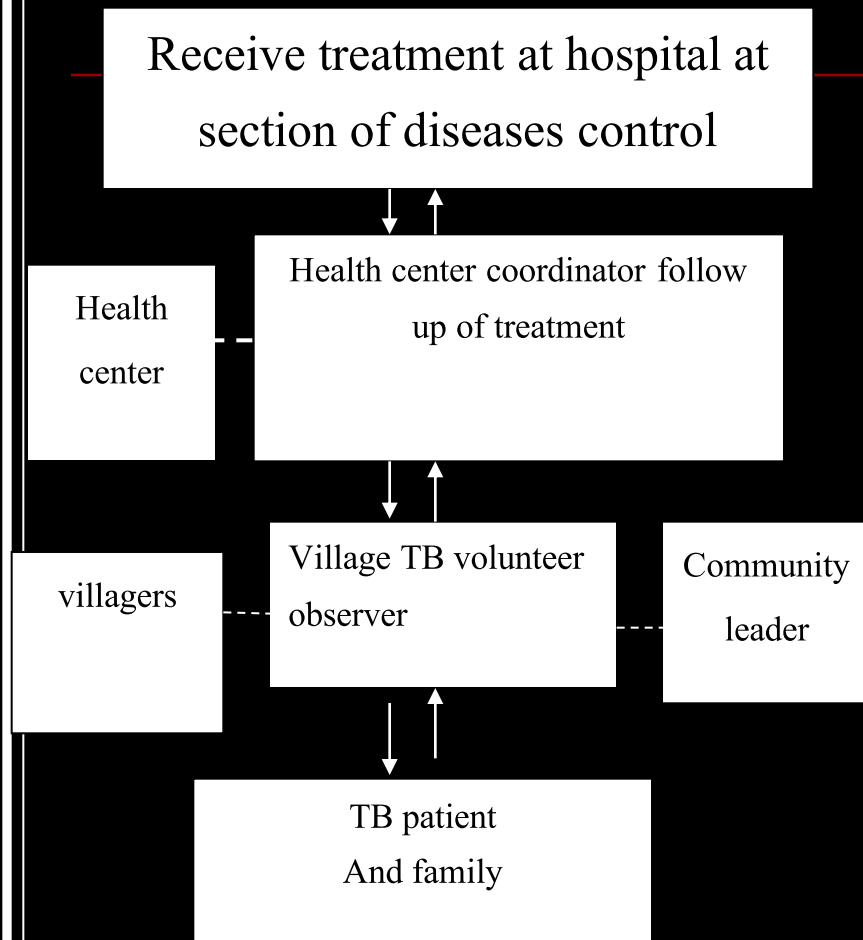 Receive treatment at hospital at
section of diseases control
Health center coordinator follow
up of treatment
Health
center
Village TB volunteer
observer
villagers
Community
leader
TB patient
And family